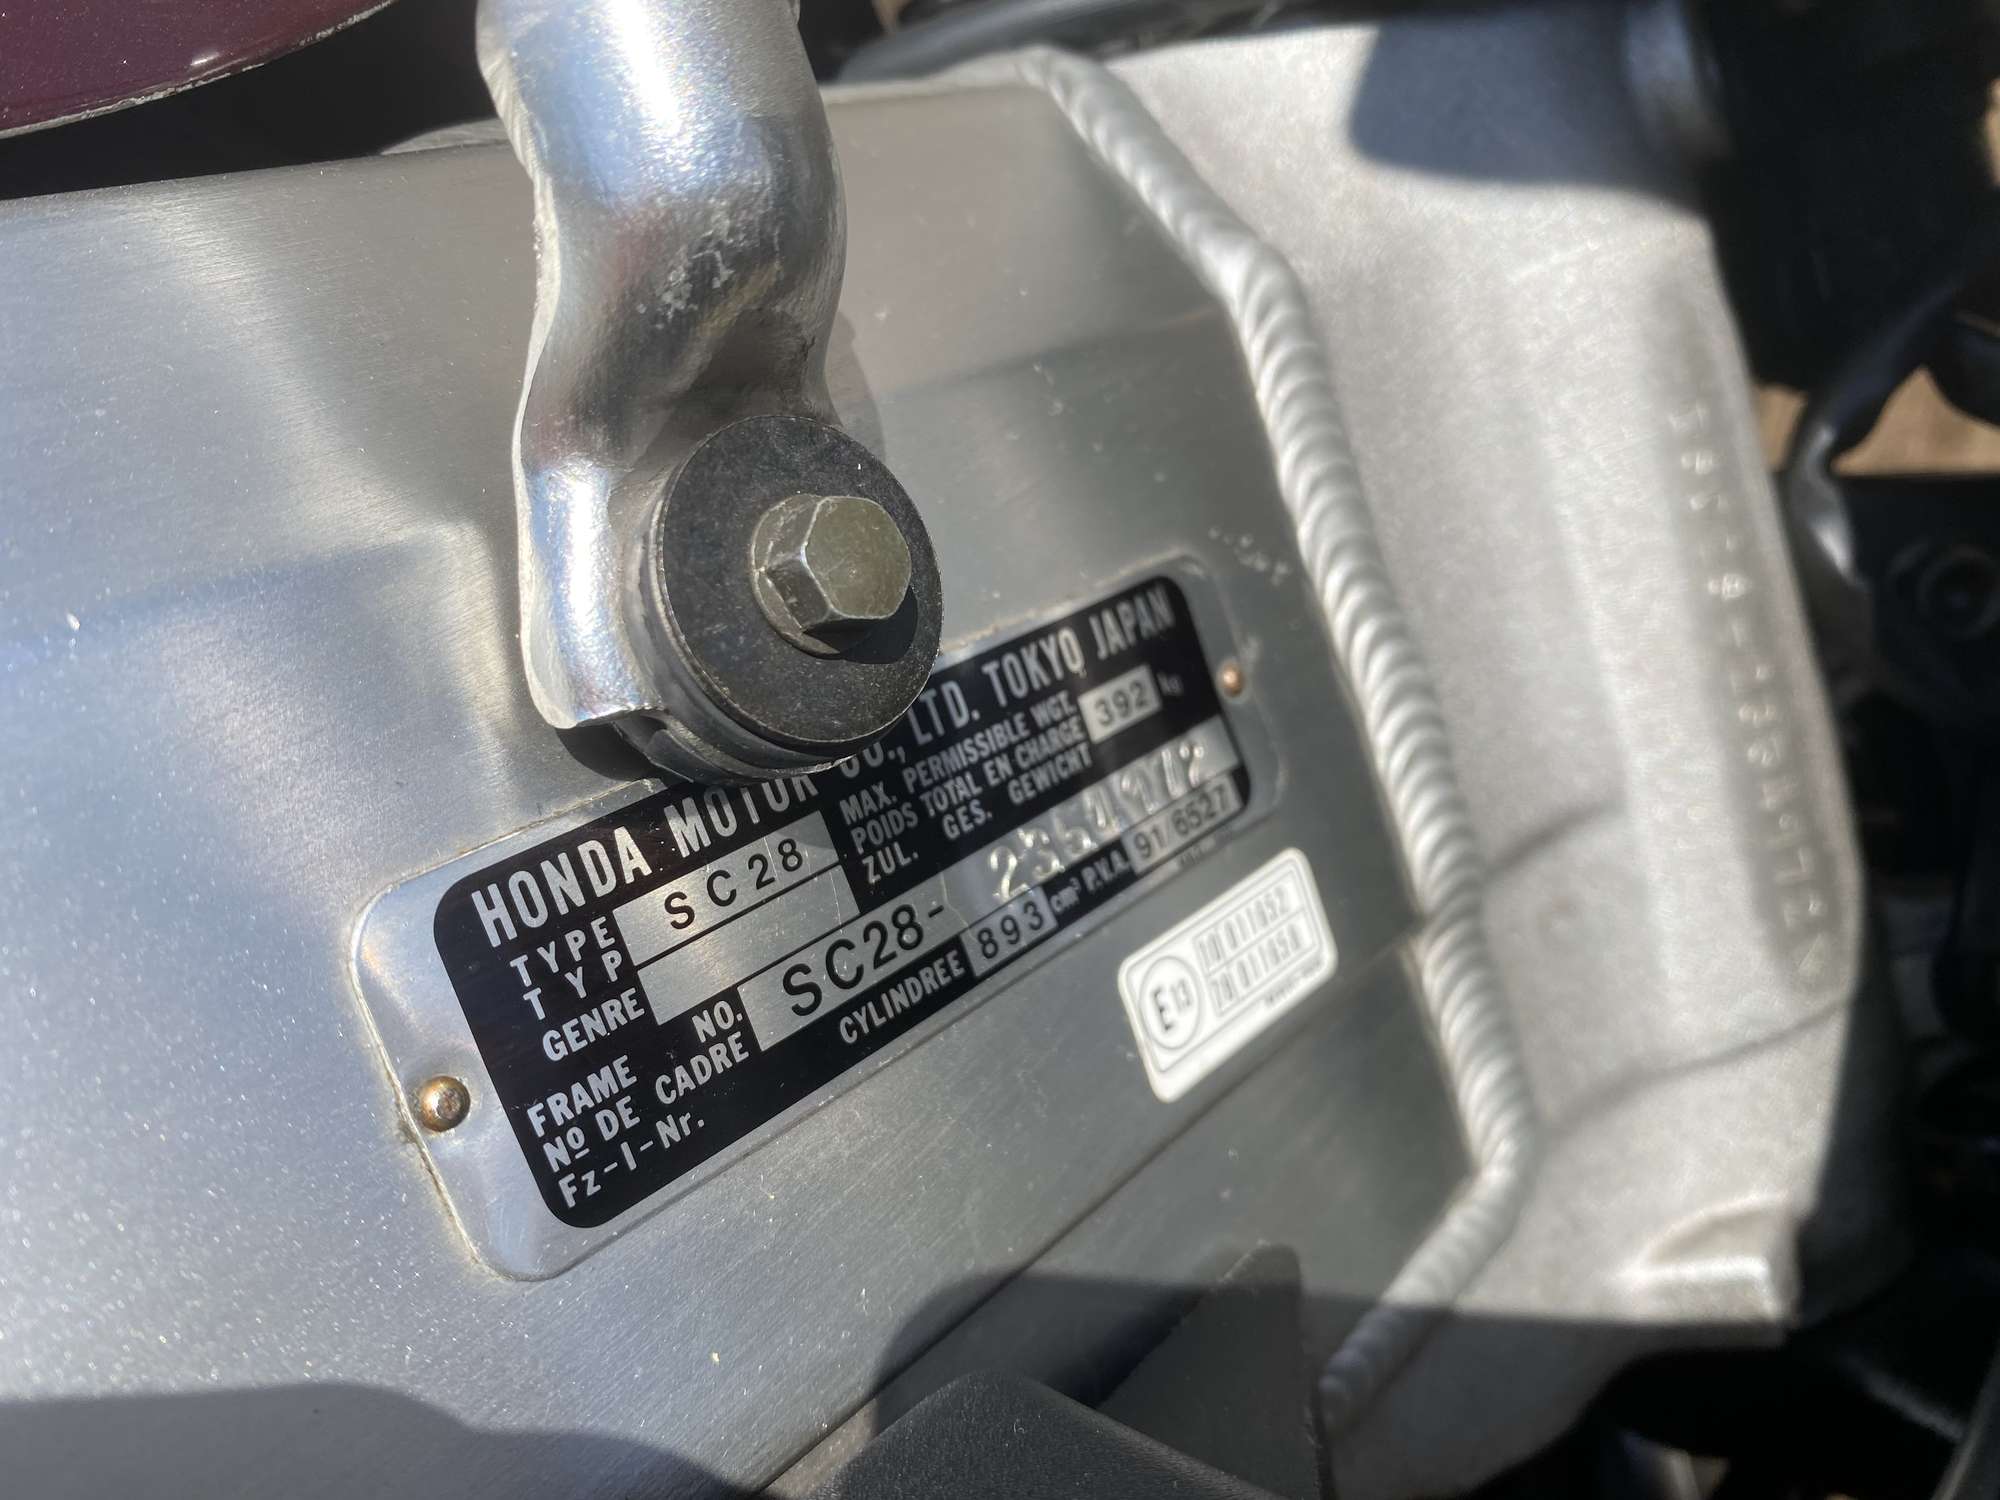 HONDA MOTOR CO., LTD. TOKYO JAPAN
TYPE SC28
TYP
GENRE
MAX. PERMISSIBLE WGT.
POIDS TOTAL EN CHARGE 392 kg
ZUL. GES. GEWICHT
FRAME NO.
Nº DE CADRE SC28-
Fz-I-Nr.
CYLINDREE 893 cm³ P.V.A. 91/6527
E13